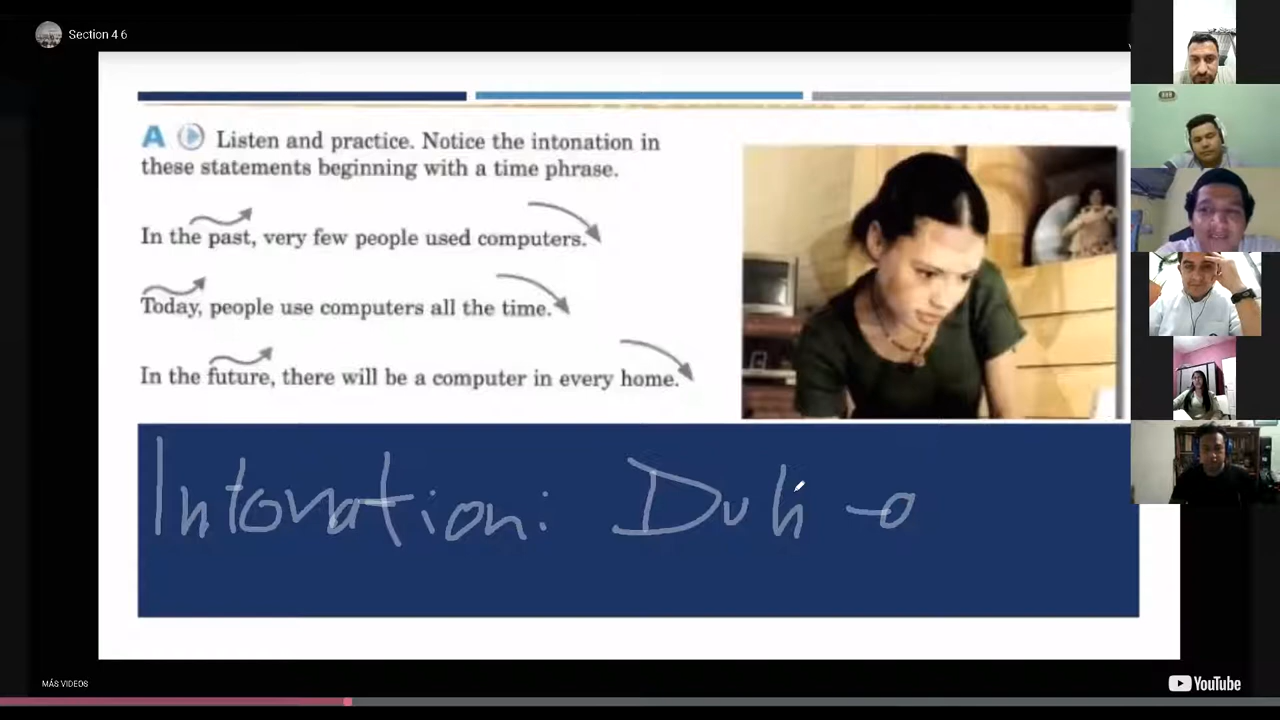 Section 4 6
A Listen and practice. Notice the intonation in
these statements beginning with a time phrase.
In the past, very few people used computers.
Today, people use computers all the time.
In the future, there will be a computer in every home.
Intonation: Duh - o
MÁS VIDEOS
YouTube